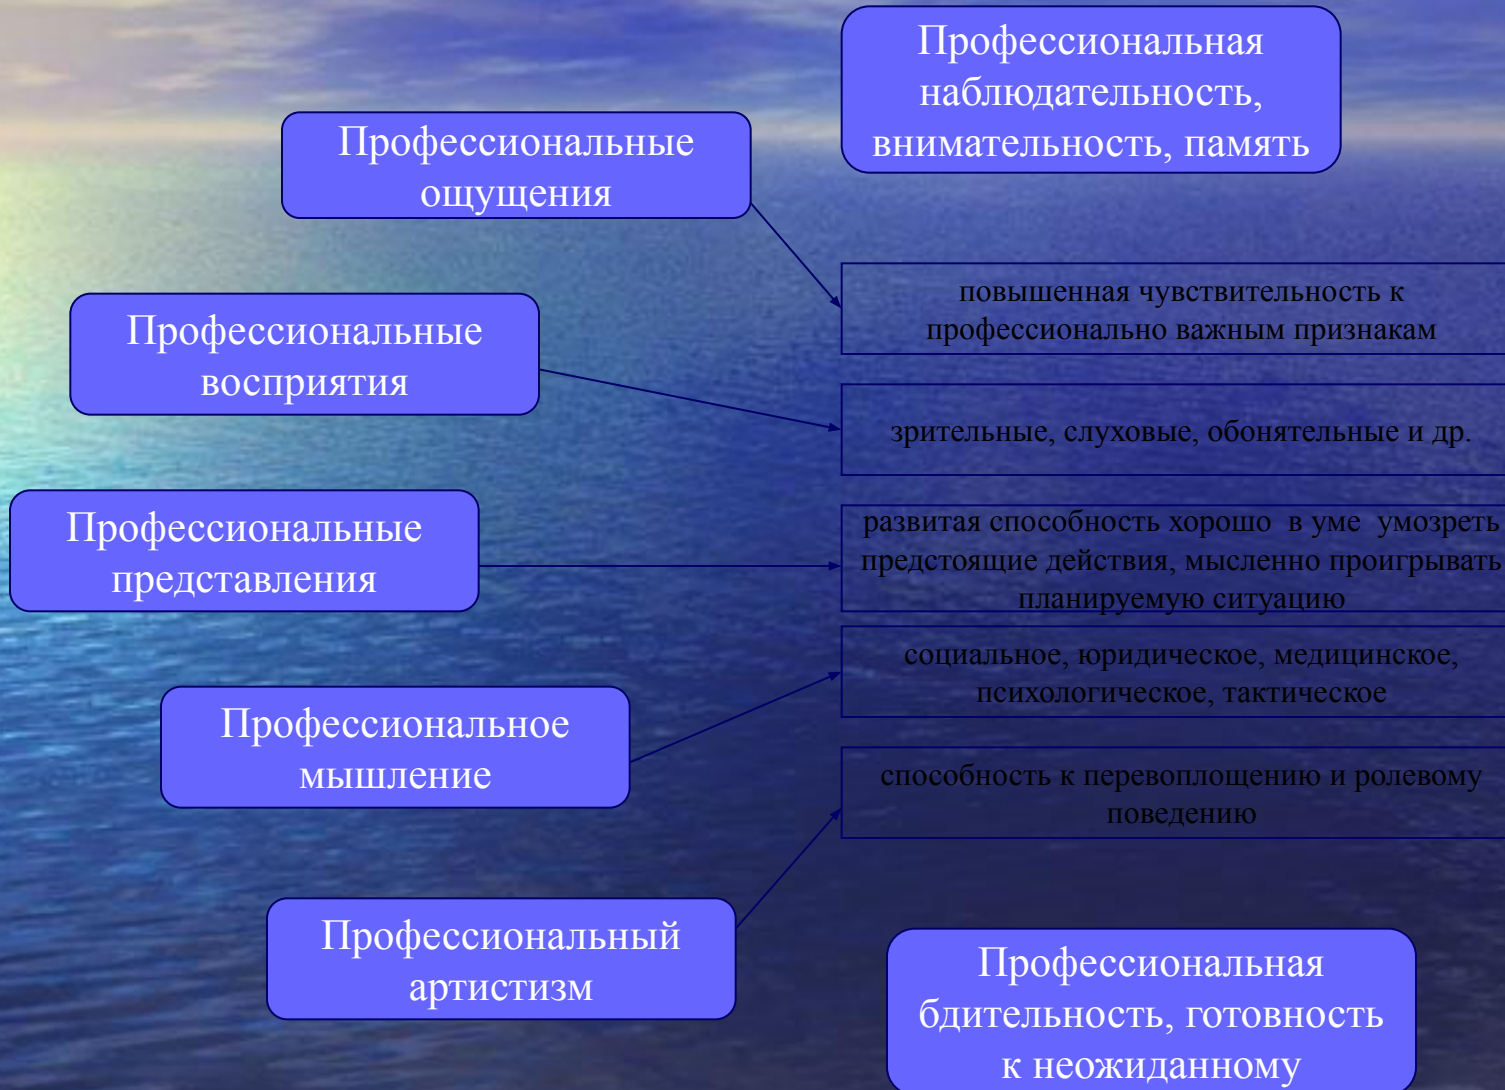 Профессиональная
наблюдательность,
внимательность, память
Профессиональные
ощущения
повышенная чувствительность к
профессионально важным признакам
Профессиональные
восприятия
зрительные, слуховые, обонятельные и др.
Профессиональные
представления
развитая способность хорошо в уме умозреть
предстоящие действия, мысленно проигрывать
планируемую ситуацию
Профессиональное
мышление
социальное, юридическое, медицинское,
психологическое, тактическое
Профессиональный
артистизм
способность к перевоплощению и ролевому
поведению
Профессиональная
бдительность, готовность
к неожиданному